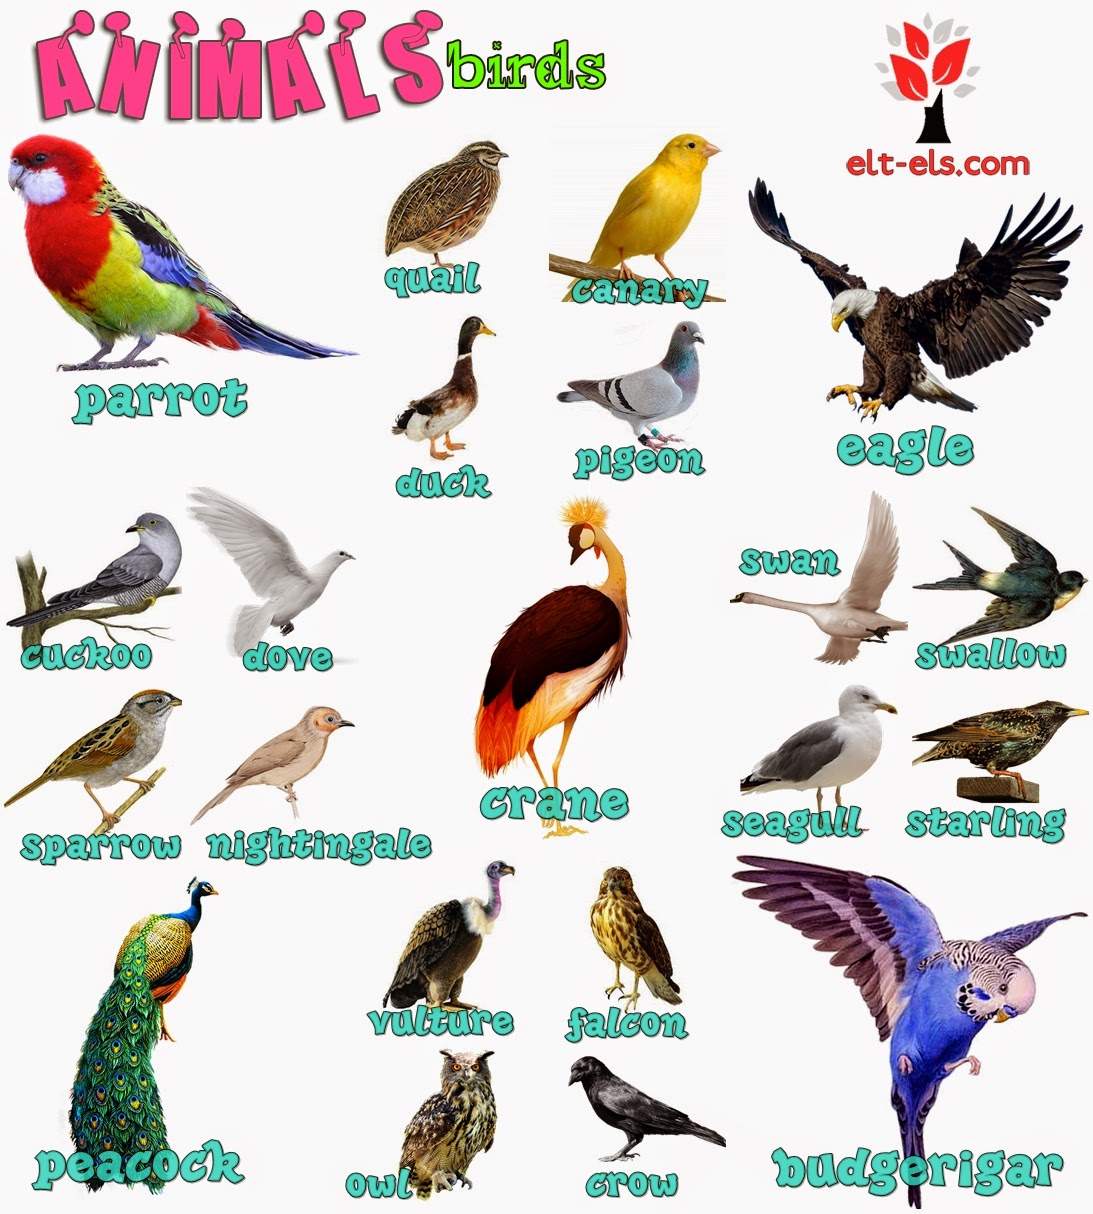 ANIMALS birds
elt-els.com
parrot
quail
canary
eagle
duck
pigeon
cuckoo
dove
crane
swan
swallow
sparrow
nightingale
seagull
starling
peacock
vulture
falcon
owl
crow
budgerigar